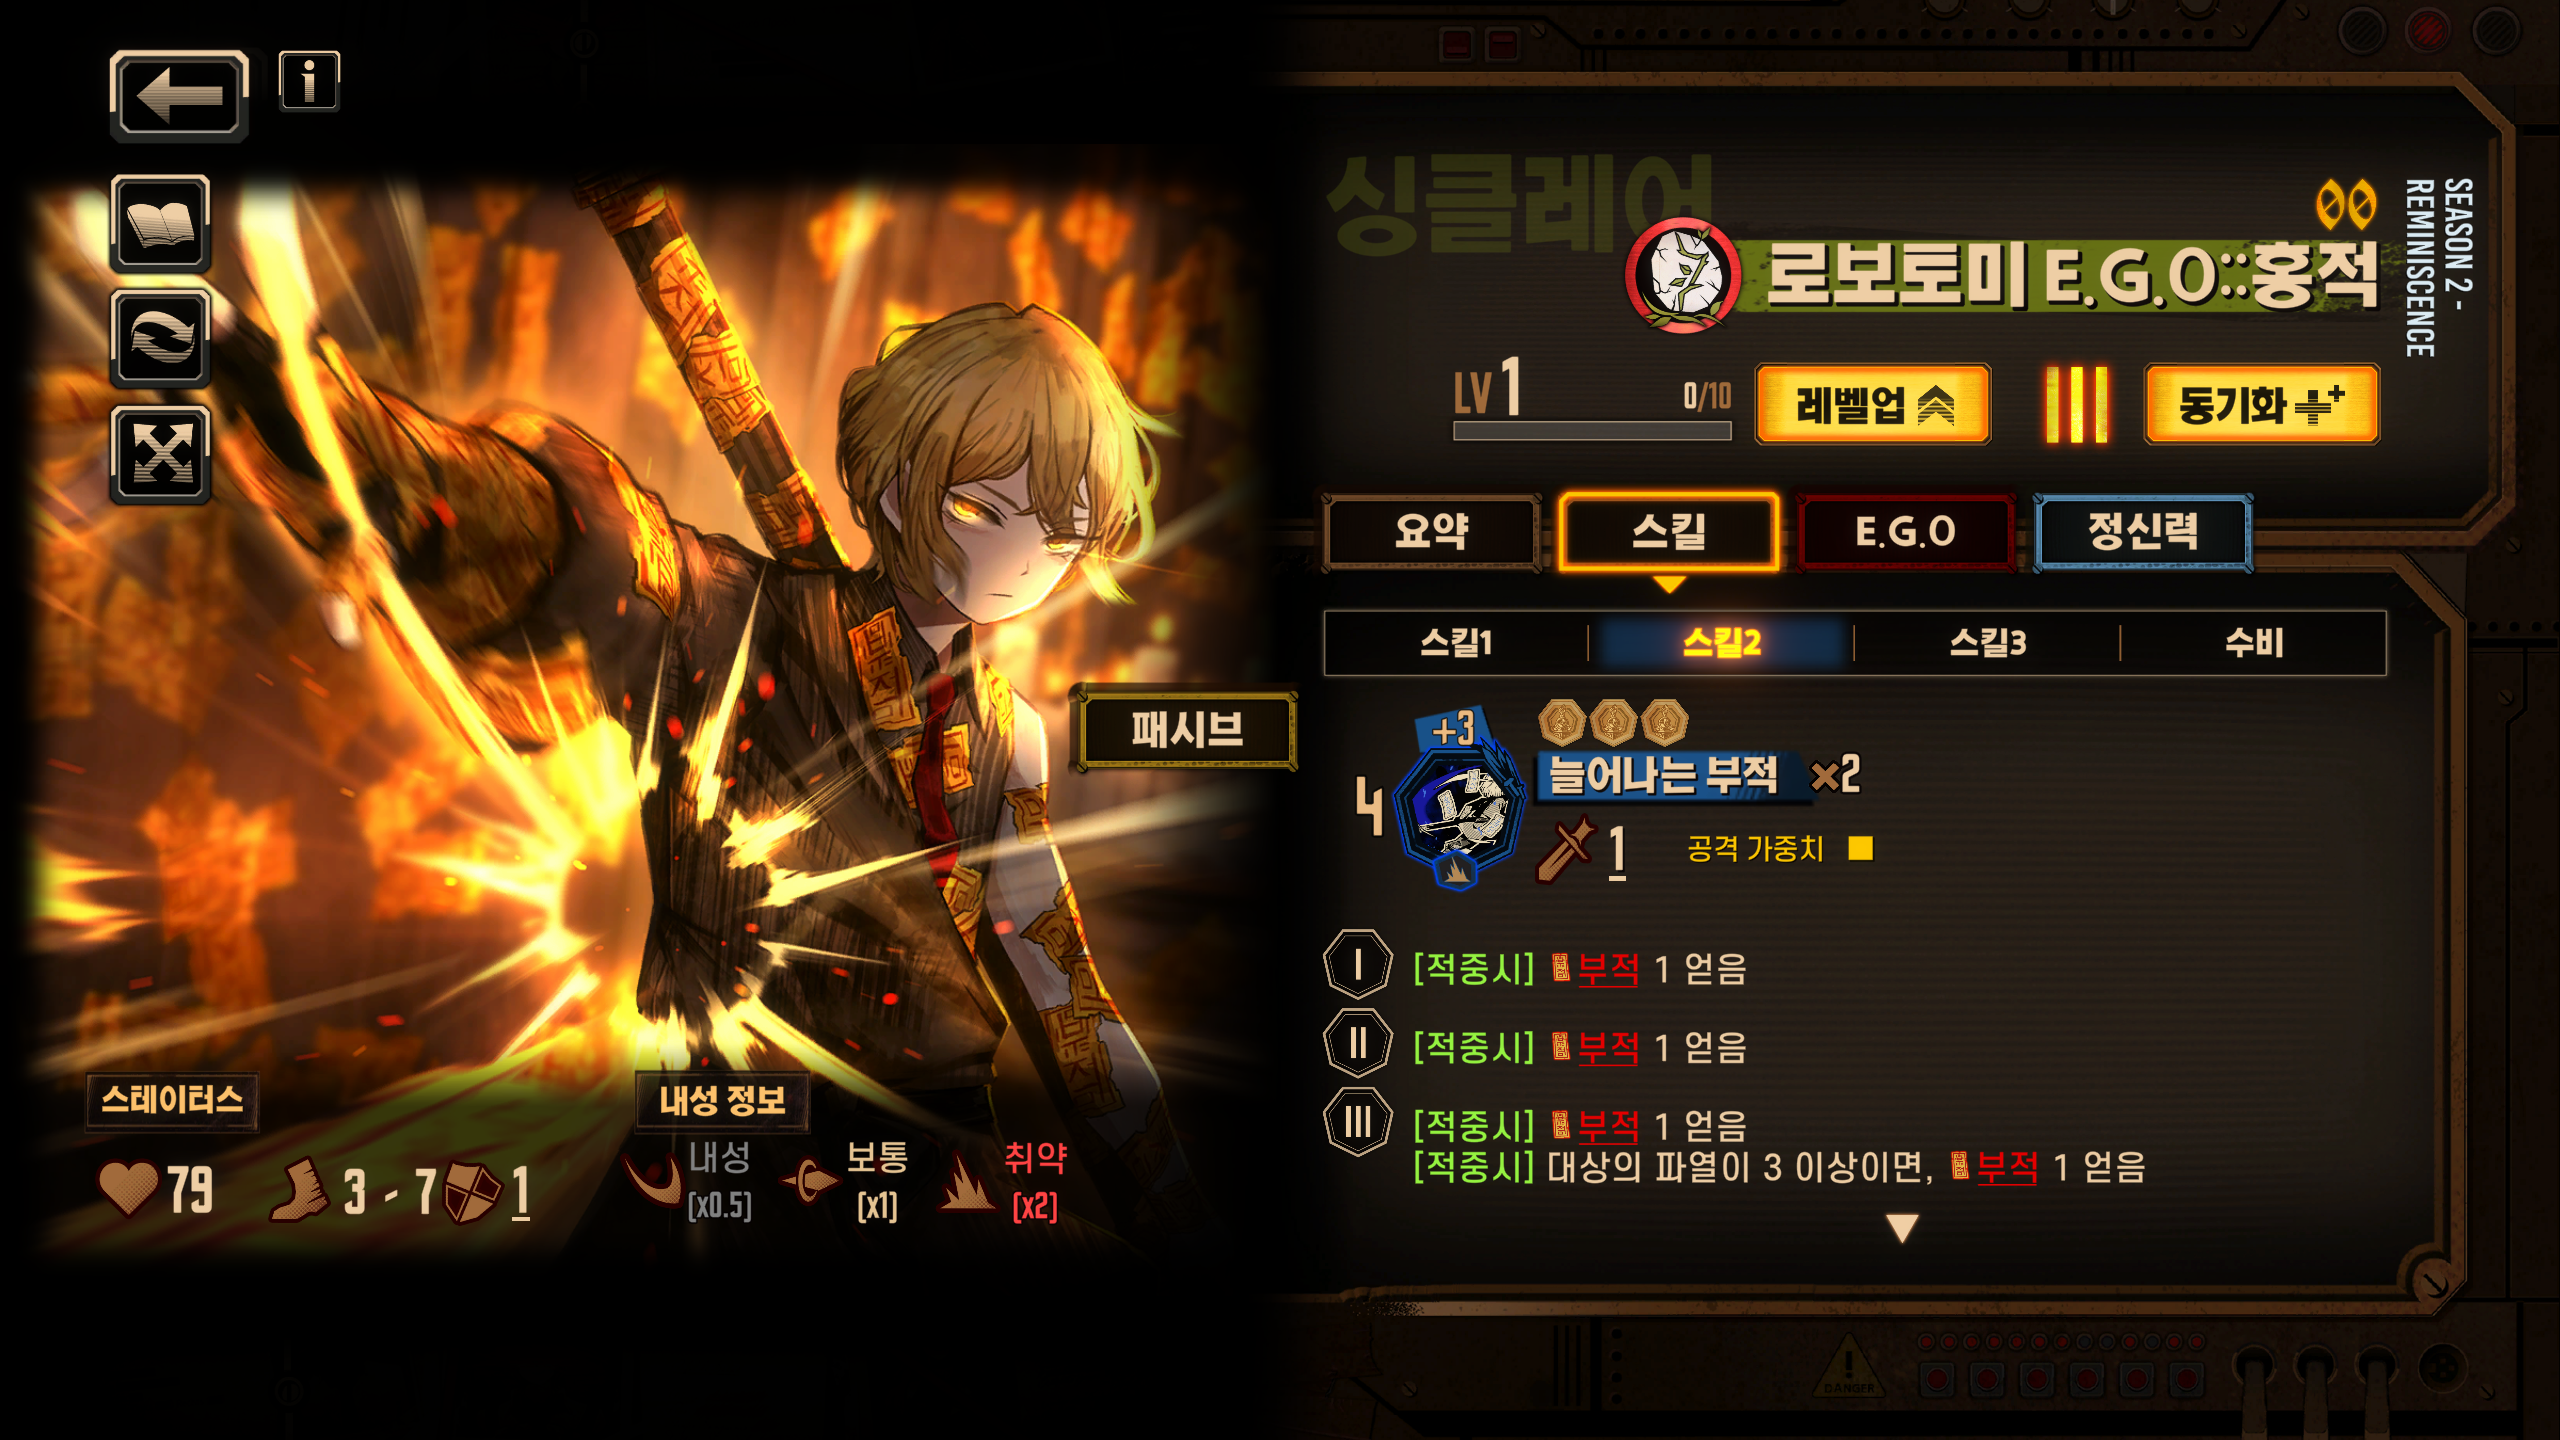 싱클레어
로보토미 E.G.O::홍적
SEASON 2 -
REMINISCENCE
LV 1
0/10
레벨업
동기화
요약
스킬
E.G.O
정신력
스킬1
스킬2
스킬3
수비
패시브
+3
4
늘어나는 부적 ×2
1
공격 가중치
I
[적중시] 부적 1 얻음
II
[적중시] 부적 1 얻음
III
[적중시] 부적 1 얻음
[적중시] 대상의 파열이 3 이상이면, 부적 1 얻음
스테이터스
79
3 - 7
1
내성 정보
내성
[x0.5]
보통
[x1]
취약
[x2]
DANGER